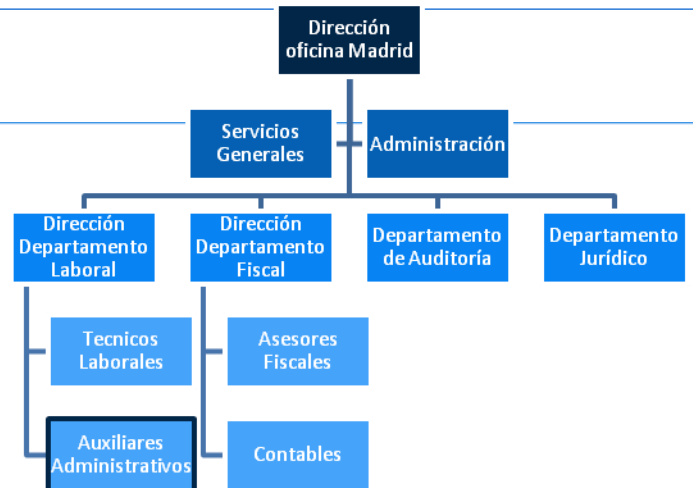 Dirección
oficina Madrid
Servicios
Generales
Administración
Dirección
Departamento
Laboral
Dirección
Departamento
Fiscal
Departamento
de Auditoría
Departamento
Jurídico
Tecnicos
Laborales
Asesores
Fiscales
Auxiliares
Administrativos
Contables